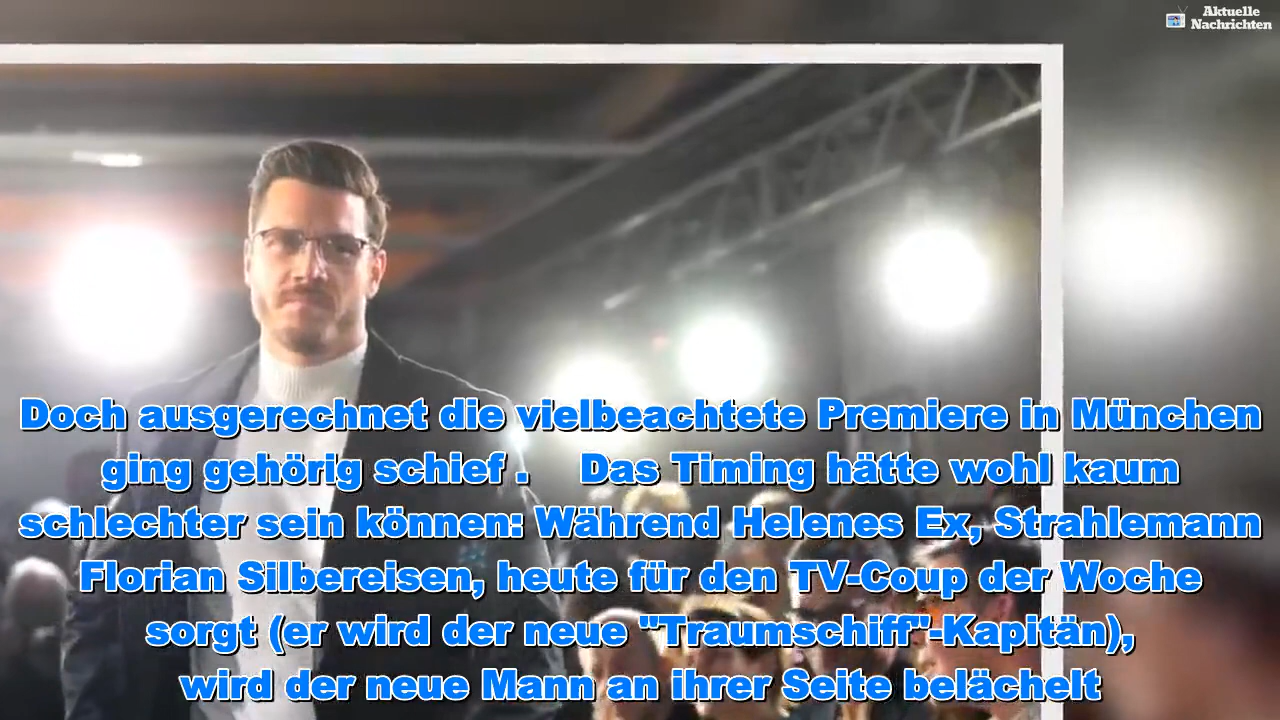 Aktuelle
Nachrichten
Doch ausgerechnet die vielbeachtete Premiere in München
ging gehörig schief . Das Timing hätte wohl kaum
schlechter sein können: Während Helenes Ex, Strahlemann
Florian Silbereisen, heute für den TV-Coup der Woche
sorgt (er wird der neue "Traumschiff"-Kapitän),
wird der neue Mann an ihrer Seite belächelt